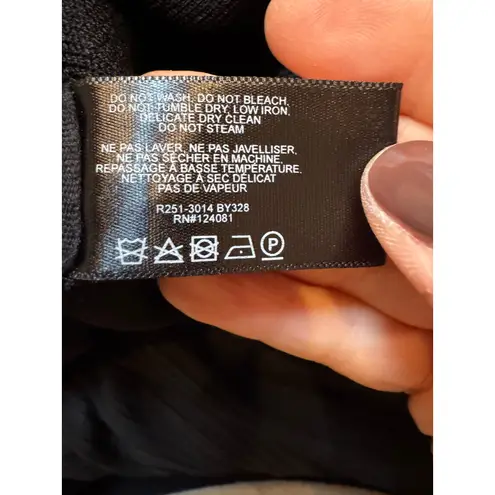 DO NOT WASH, DO NOT BLEACH,
DO NOT TUMBLE DRY, LOW IRON,
DELICATE DRY CLEAN
DO NOT STEAM
NE PAS LAVER, NE PAS JAVELLISER,
NE PAS SÉCHER EN MACHINE,
REPASSAGE À BASSE TEMPÉRATURE,
NETTOYAGE À SEC DÉLICAT
PAS DE VAPEUR
R251-3014 BY328
RN#124081
P